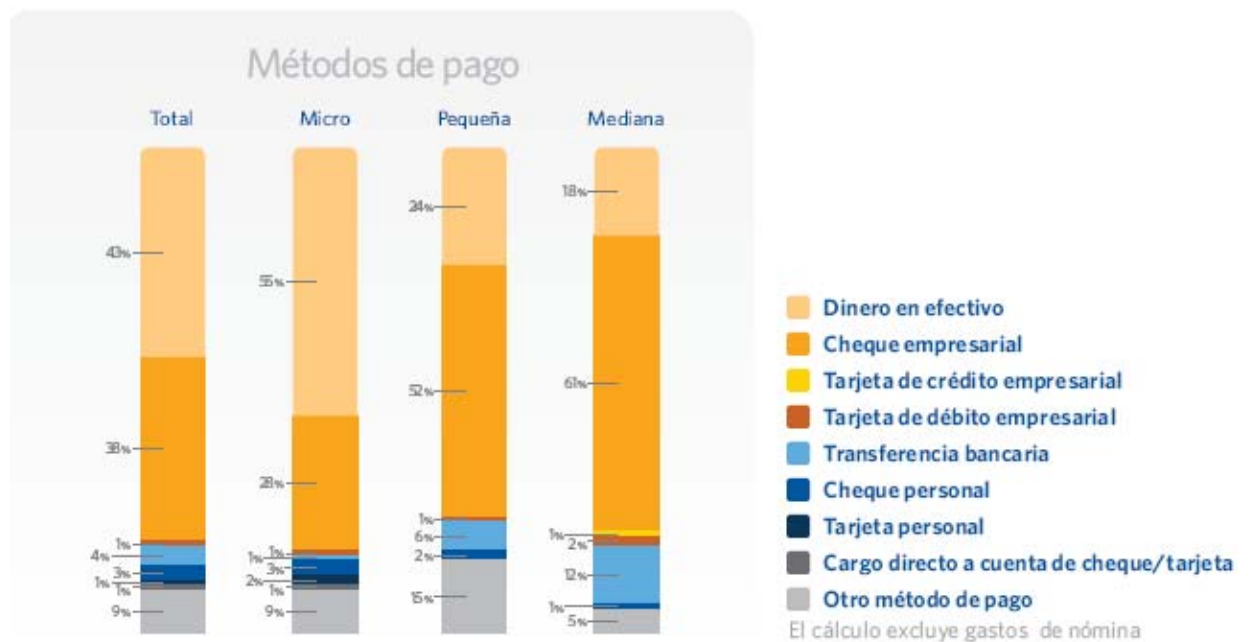 Métodos de pago
Total Micro Pequeña Mediana
43%
38%
1%
4%
3%
1%
1%
9%
55%
28%
1%
1%
3%
2%
1%
9%
24%
52%
1%
6%
2%
15%
18%
61%
1%
2%
12%
1%
5%
Dinero en efectivo
Cheque empresarial
Tarjeta de crédito empresarial
Tarjeta de débito empresarial
Transferencia bancaria
Cheque personal
Tarjeta personal
Cargo directo a cuenta de cheque/tarjeta
Otro método de pago
El cálculo excluye gastos de nómina